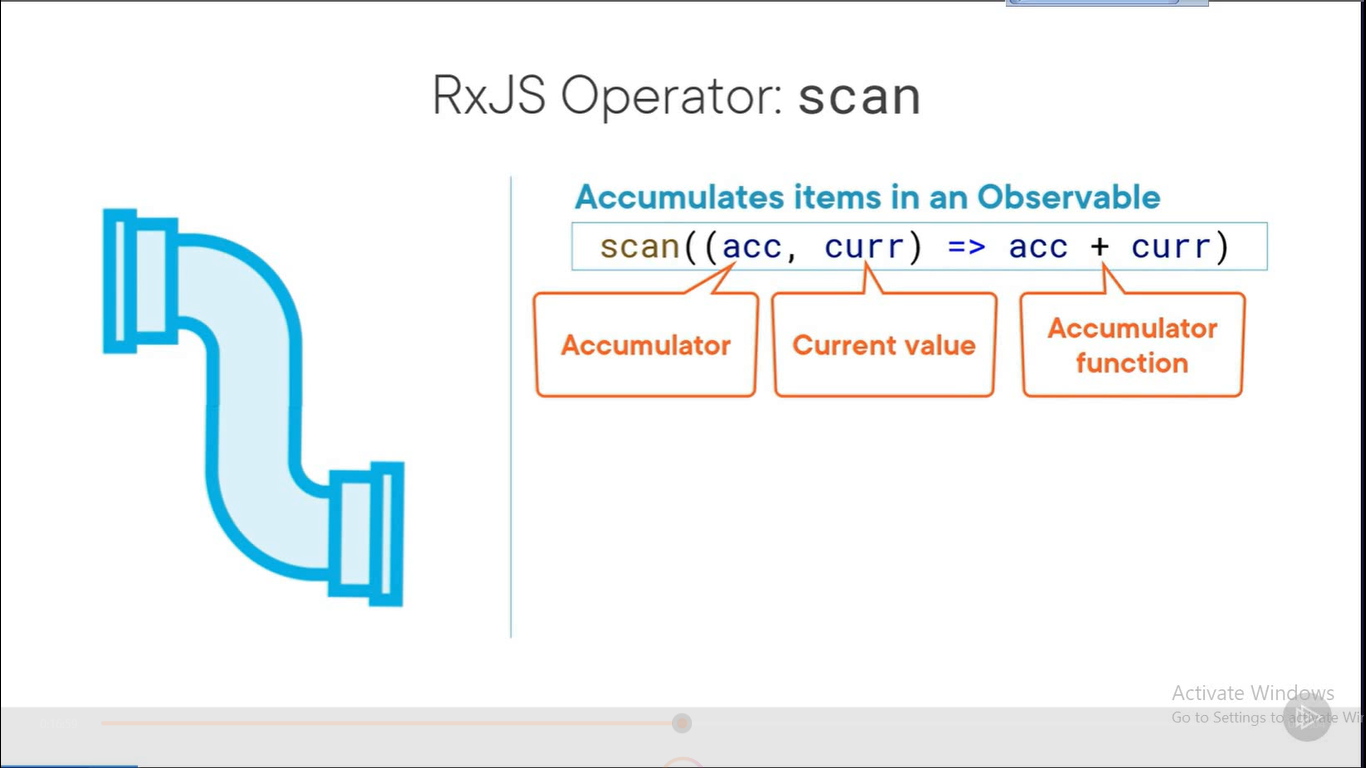 RxJS Operator: scan
Accumulates items in an Observable
scan((acc, curr) => acc + curr)
Accumulator
Current value
Accumulator
function
Activate Windows
Go to Settings to activate Wi